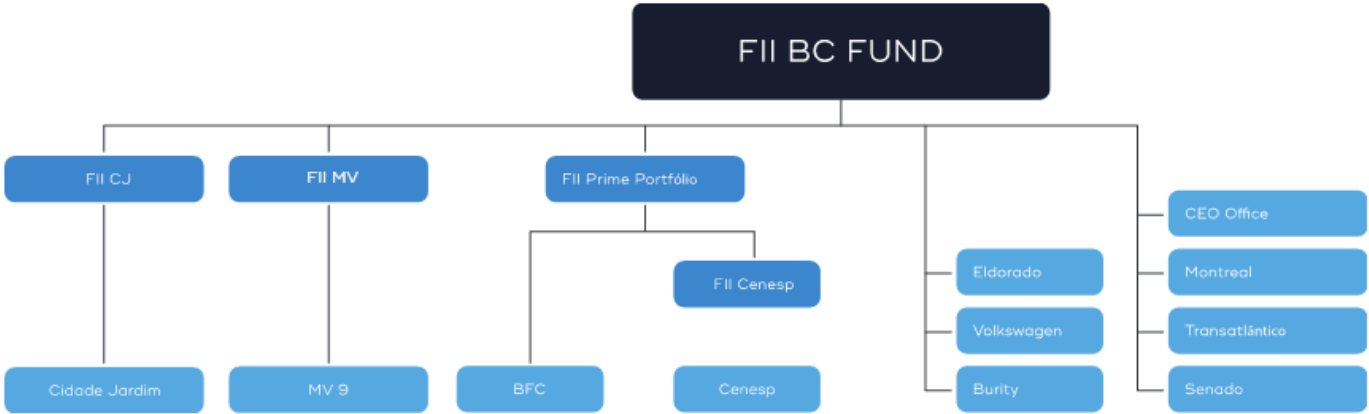 FII BC FUND
FII CJ
FII MV
FII Prime Portfólio
CEO Office
Eldorado
Montreal
FII Cenesp
Volkswagen
Transatlântico
Cidade Jardim
MV 9
BFC
Cenesp
Burity
Senado